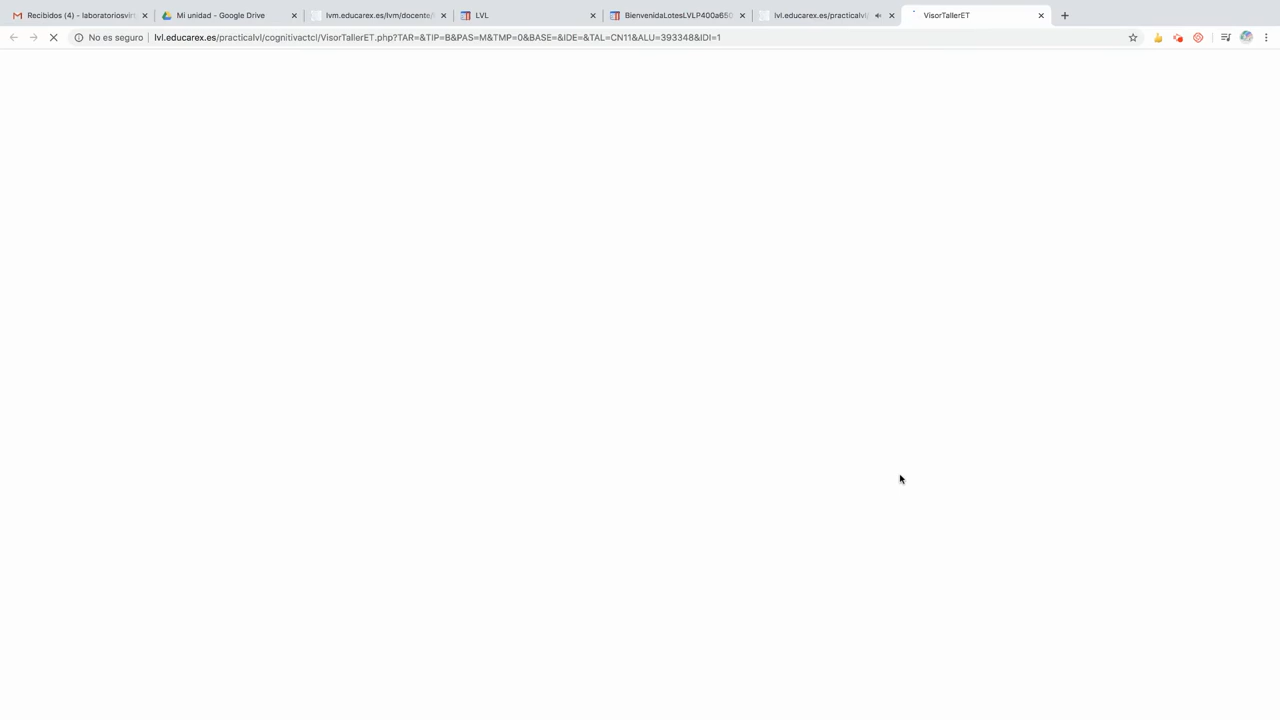 Recibidos (4) - laboratoriosvir
Mi unidad - Google Drive
lvm.educarex.es/lvm/docente/
LVL
BienvenidaLotesLVLP400a650
lvl.educarex.es/practicalvl/
VisorTallerET
No es seguro
lvl.educarex.es/practicalvl/cognitivactcl/VisorTallerET.php?TAR=&TIP=B&PAS=M&TMP=0&BASE=&IDE=&TAL=CN11&ALU=393348&IDI=1